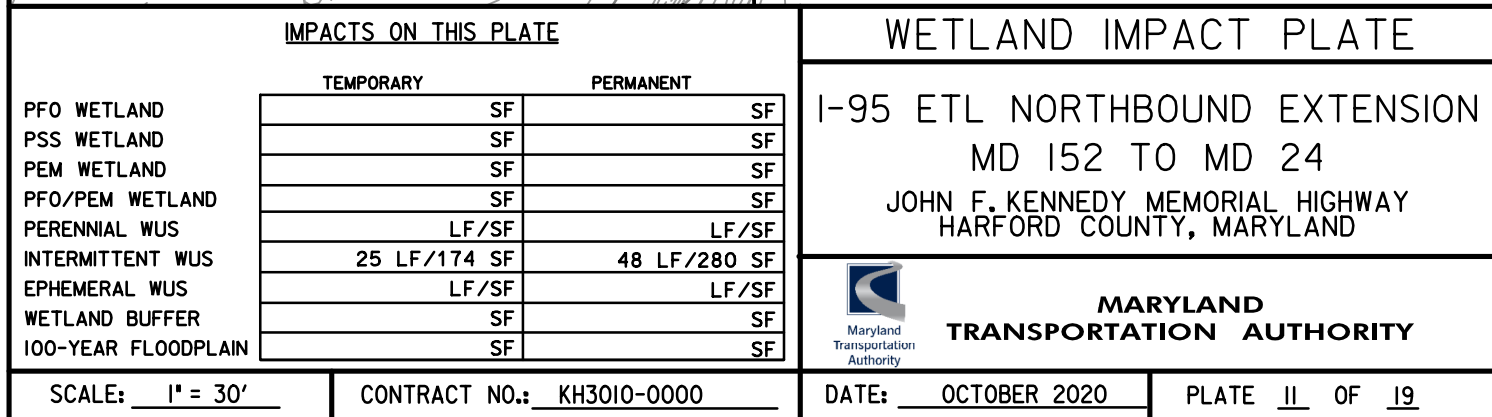 IMPACTS ON THIS PLATE
TEMPORARY PERMANENT
PFO WETLAND SF SF
PSS WETLAND SF SF
PEM WETLAND SF SF
PFO/PEM WETLAND SF SF
PERENNIAL WUS LF/SF LF/SF
INTERMITTENT WUS 25 LF/174 SF 48 LF/280 SF
EPHEMERAL WUS LF/SF LF/SF
WETLAND BUFFER SF SF
100-YEAR FLOODPLAIN SF SF
WETLAND IMPACT PLATE
I-95 ETL NORTHBOUND EXTENSION
MD 152 TO MD 24
JOHN F. KENNEDY MEMORIAL HIGHWAY
HARFORD COUNTY, MARYLAND
Maryland
Transportation
Authority
MARYLAND
TRANSPORTATION AUTHORITY
SCALE: 1" = 30' CONTRACT NO.: KH3010-0000 DATE: OCTOBER 2020 PLATE 11 OF 19